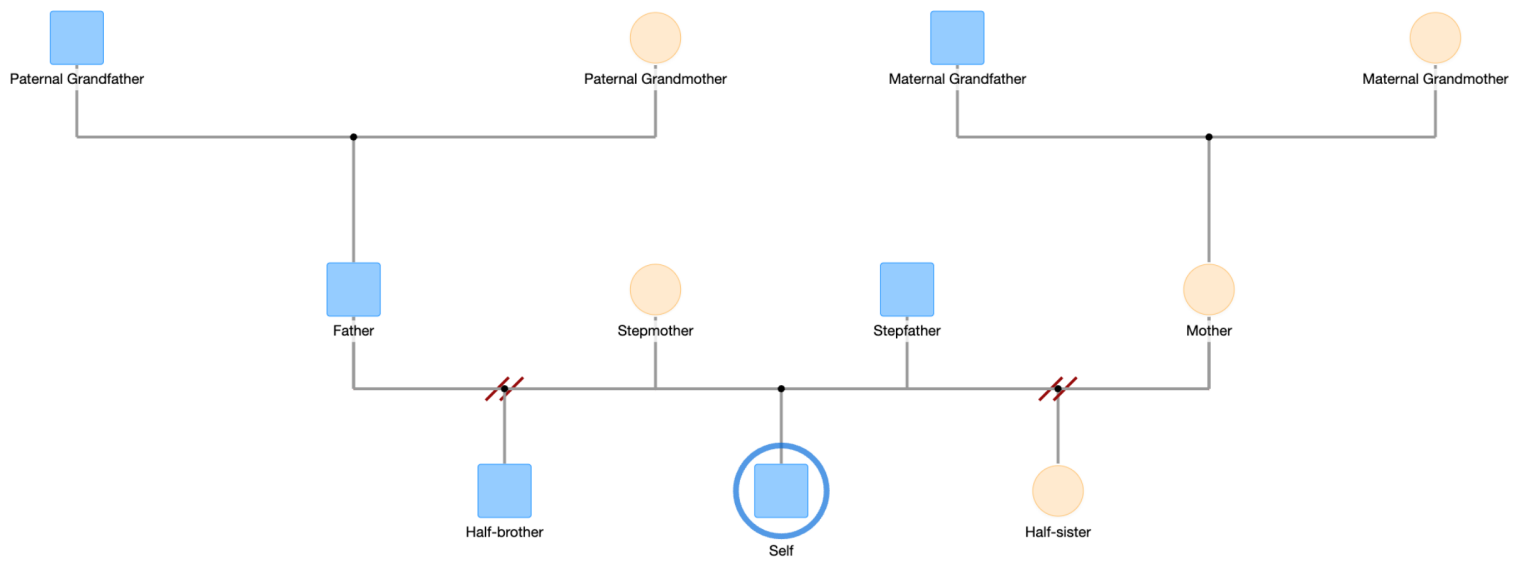 Paternal Grandfather
Paternal Grandmother
Maternal Grandfather
Maternal Grandmother
Father
Stepmother
Stepfather
Mother
Half-brother
Self
Half-sister